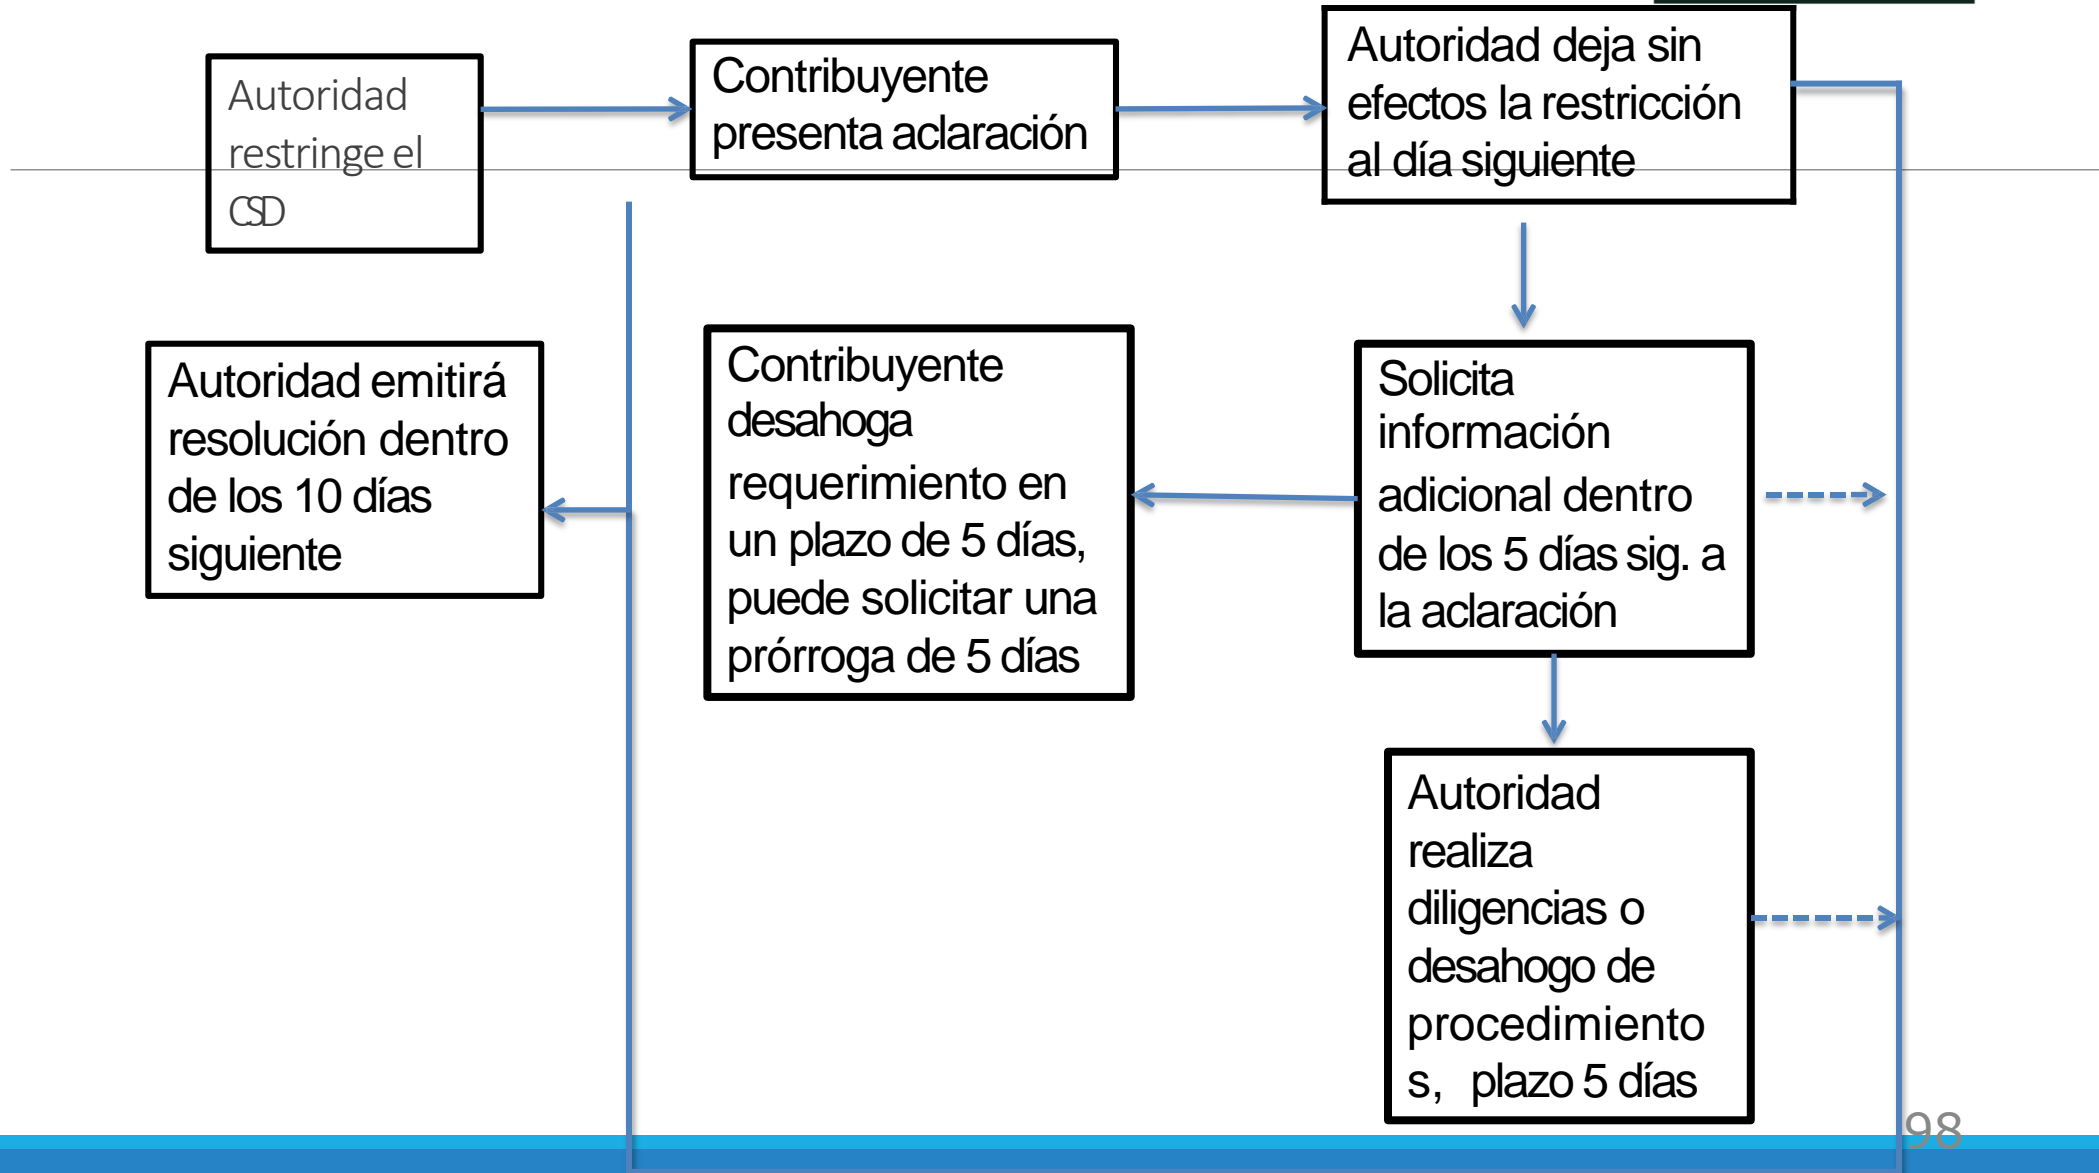 Autoridad
restringe el
CSD
Contribuyente
presenta aclaración
Autoridad deja sin
efectos la restricción
al día siguiente
Autoridad emitirá
resolución dentro
de los 10 días
siguiente
Contribuyente
desahoga
requerimiento en
un plazo de 5 días,
puede solicitar una
prórroga de 5 días
Solicita
información
adicional dentro
de los 5 días sig. a
la aclaración
Autoridad
realiza
diligencias o
desahogo de
procedimiento
s, plazo 5 días
98